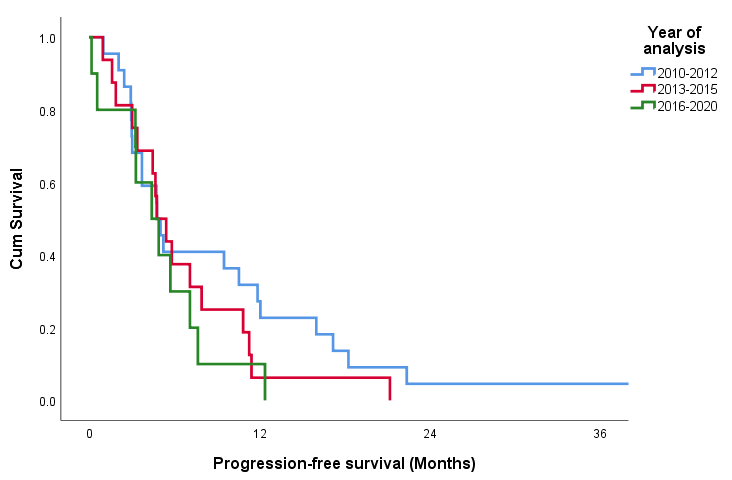 Year of
analysis
2010-2012
2013-2015
2016-2020
Cum Survival
1.0
0.8
0.6
0.4
0.2
0.0
0 12 24 36
Progression-free survival (Months)